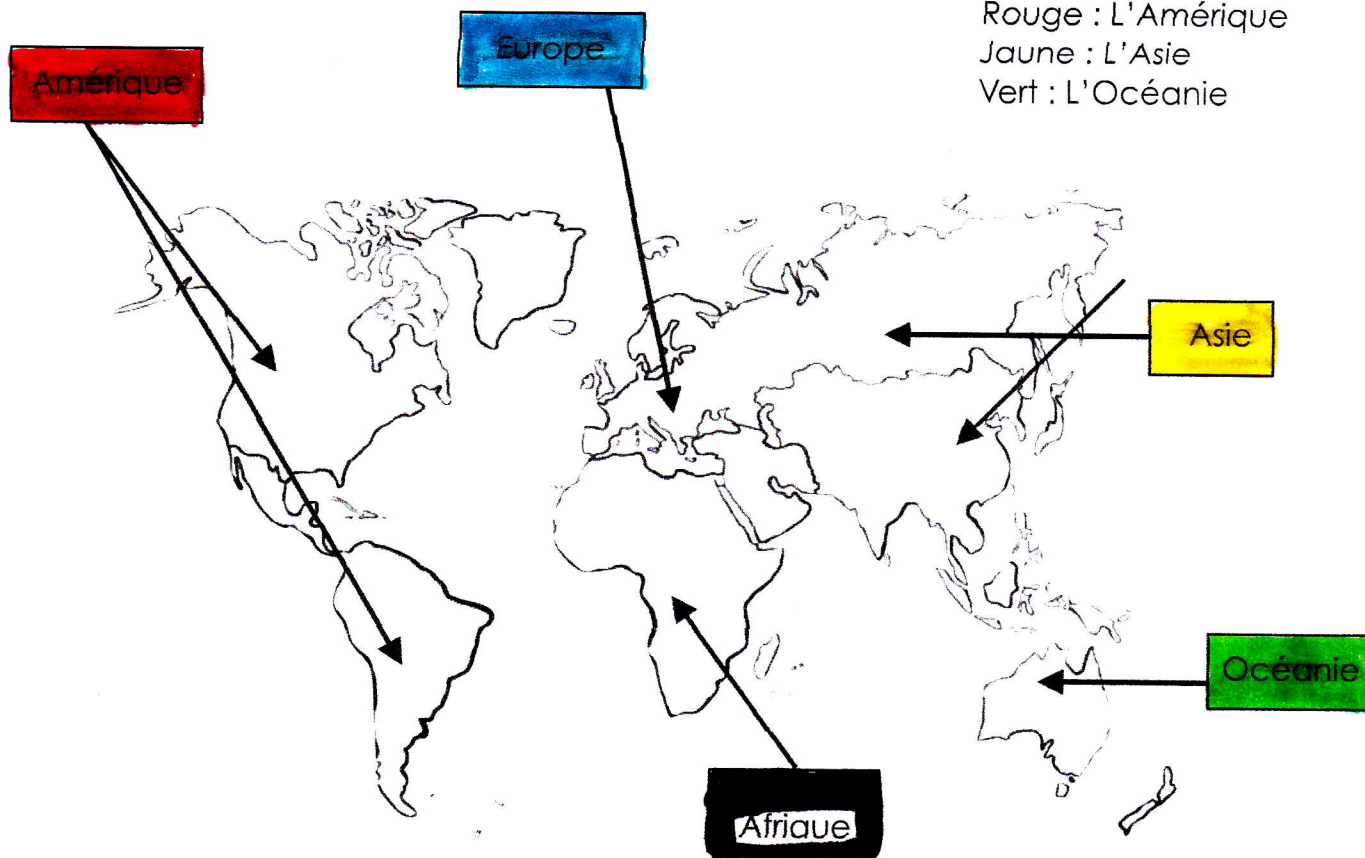 Rouge : L'Amérique
Jaune : L'Asie
Vert : L'Océanie
Europe
Amérique
Asie
Océanie
Afrique